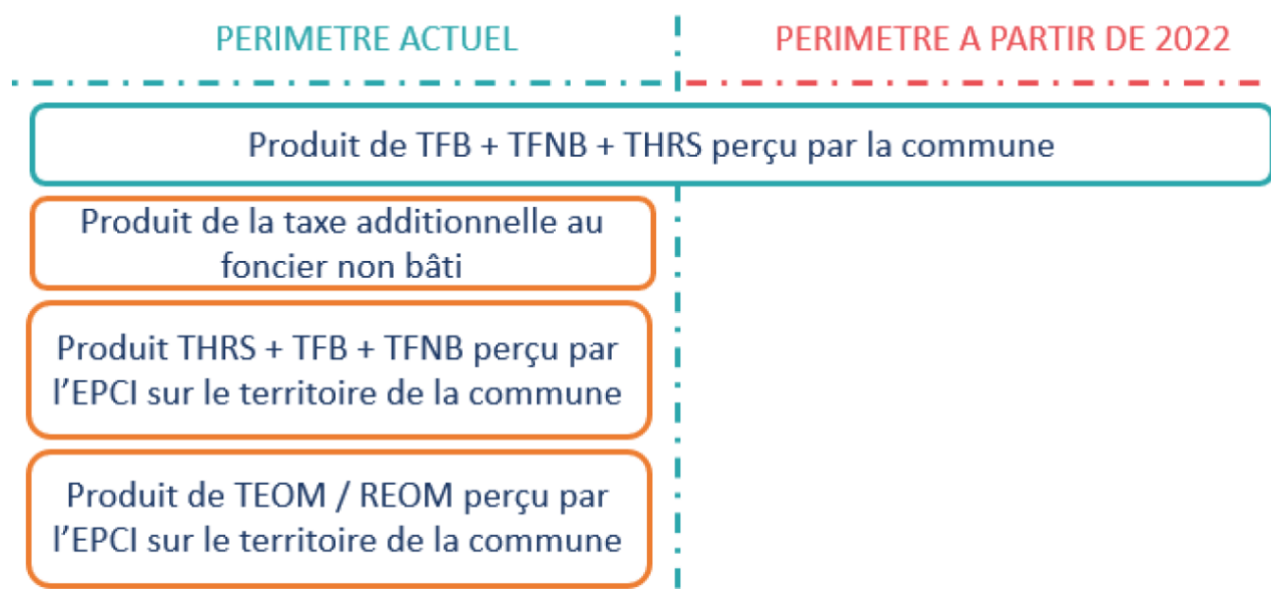 PERIMETRE ACTUEL
PERIMETRE A PARTIR DE 2022
Produit de TFB + TFNB + THRS perçu par la commune
Produit de la taxe additionnelle au
foncier non bâti
Produit THRS + TFB + TFNB perçu par
l’EPCI sur le territoire de la commune
Produit de TEOM / REOM perçu par
l’EPCI sur le territoire de la commune